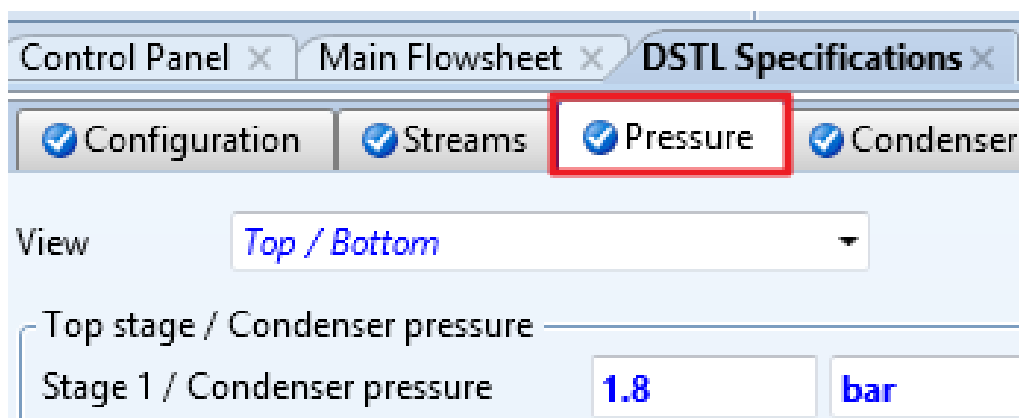 Control Panel Main Flowsheet DSTL Specifications
Configuration Streams Pressure Condenser
View Top / Bottom
Top stage / Condenser pressure
Stage 1 / Condenser pressure 1.8 bar